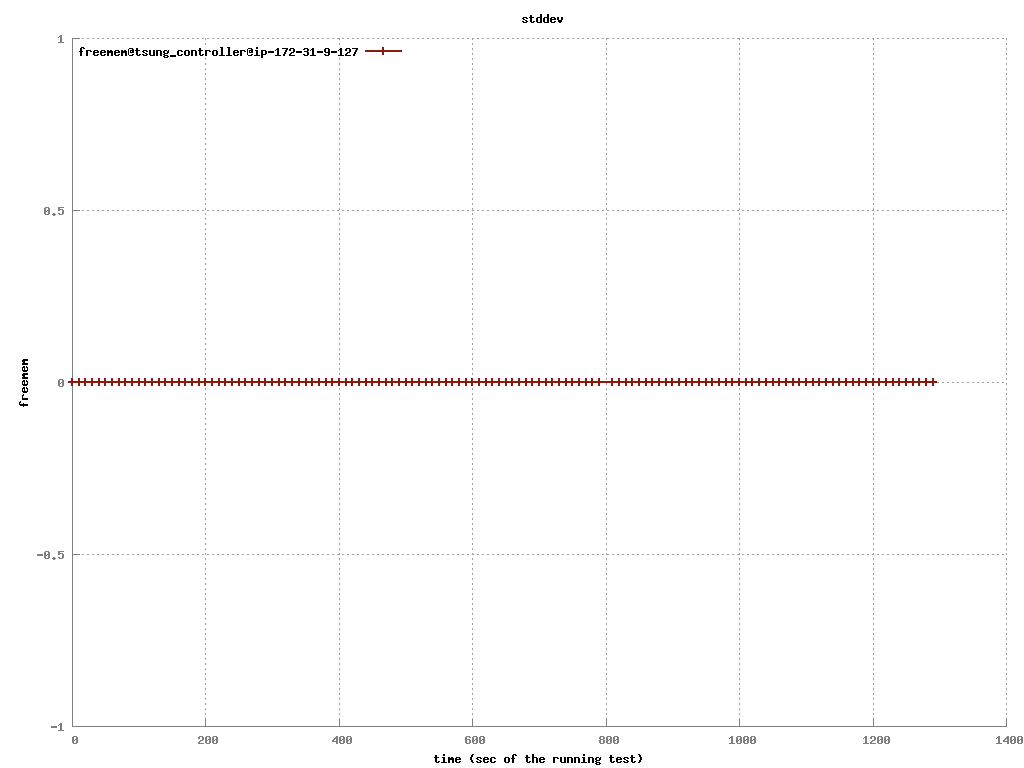 stddev
freemem@tsung_controller@ip-172-31-9-127
1
0.5
0
-0.5
-1
freemem
0 200 400 600 800 1000 1200 1400
time (sec of the running test)